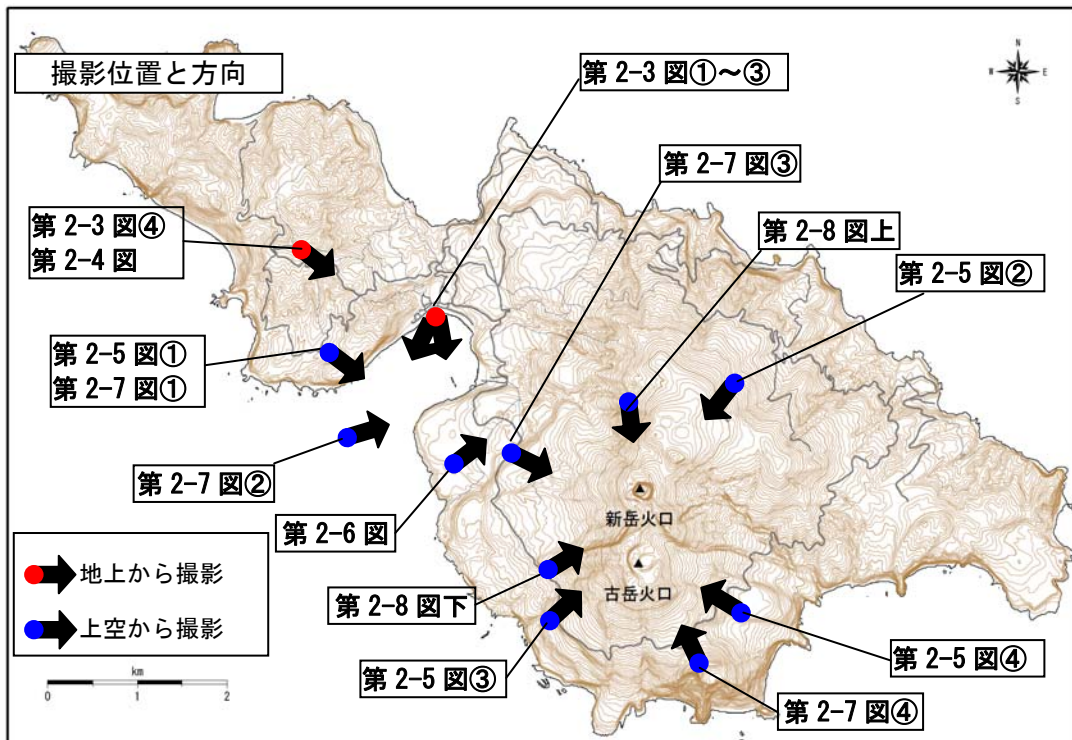 撮影位置と方向
第 2-3 図①～③
N
W E
S
第 2-7 図③
第 2-3 図④
第 2-4 図
第 2-8 図上
第 2-5 図②
第 2-5 図①
第 2-7 図①
第 2-7 図②
第 2-6 図
新岳火口
古岳火口
地上から撮影
上空から撮影
第 2-8 図下
第 2-5 図③
第 2-5 図④
第 2-7 図④
km
0 1 2